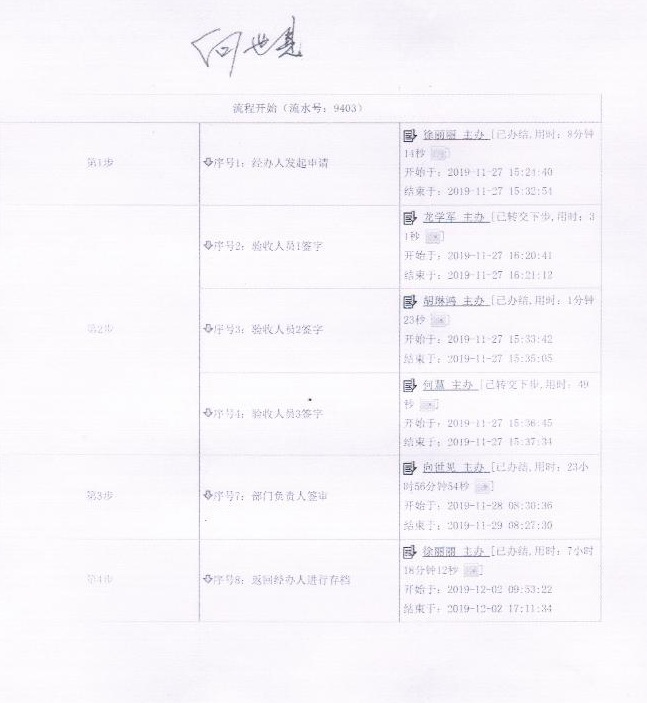 流程开始（流水号：9403）
第1步
序号1：经办人发起申请
徐丽丽 主办 [已办结,用时：8分钟
14秒]
开始于：2019-11-27 15:24:40
结束于：2019-11-27 15:32:54
第2步
序号2：验收人员1签字
龙学军 主办 [已转交下步,用时：3
1秒]
开始于：2019-11-27 16:20:41
结束于：2019-11-27 16:21:12
序号3：验收人员2签字
胡琳鸿 主办 [已办结,用时：1分钟
23秒]
开始于：2019-11-27 15:33:42
结束于：2019-11-27 15:35:05
序号4：验收人员3签字
何慧 主办 [已转交下步,用时：49
秒]
开始于：2019-11-27 15:36:45
结束于：2019-11-27 15:37:34
第3步
序号7：部门负责人签审
向世见 主办 [已办结,用时：23小
时56分钟54秒]
开始于：2019-11-28 08:30:36
结束于：2019-11-29 08:27:30
第4步
序号8：返回经办人进行存档
徐丽丽 主办 [已办结,用时：7小时
18分钟12秒]
开始于：2019-12-02 09:53:22
结束于：2019-12-02 17:11:34